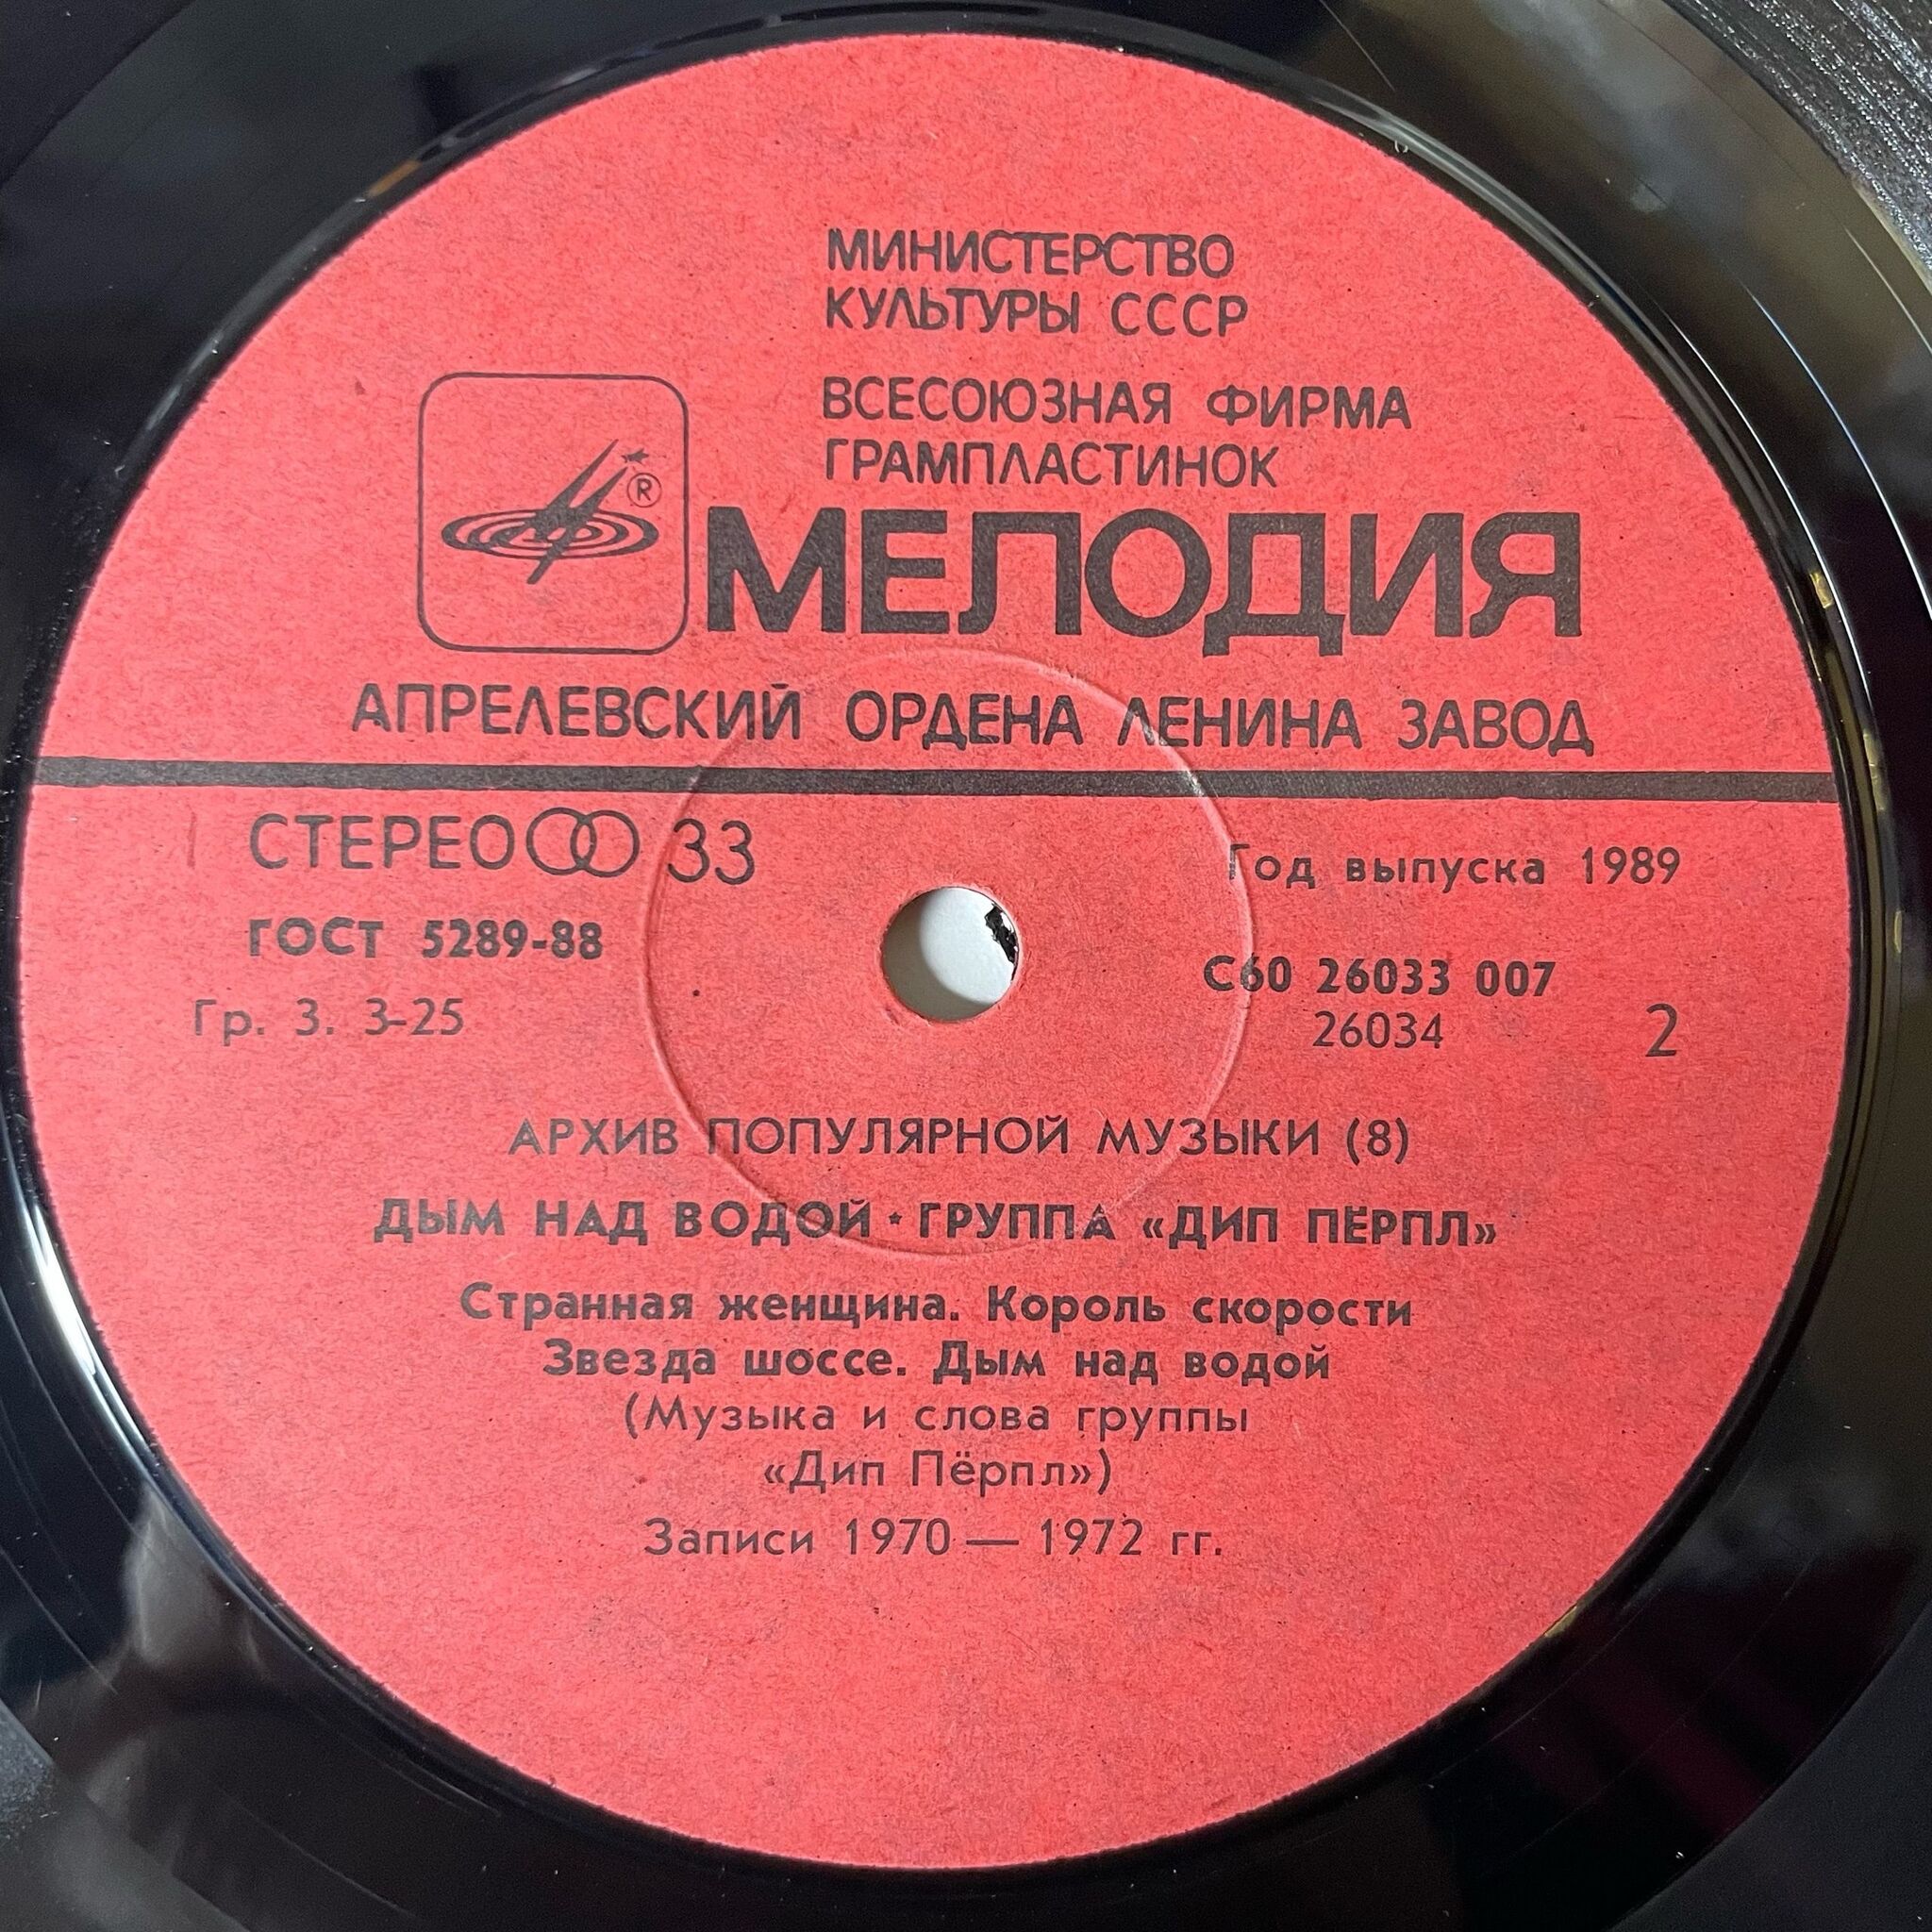 МИНИСТЕРСТВО
КУЛЬТУРЫ СССР
ВСЕСОЮЗНАЯ ФИРМА
ГРАМПЛАСТИНОК
®
МЕЛОДИЯ
АПРЕЛЕВСКИЙ ОРДЕНА ЛЕНИНА ЗАВОД
СТЕРЕО 33
Год выпуска 1989
ГОСТ 5289-88
С60 26033 007
Гр. 3. 3-25
26034
2
АРХИВ ПОПУЛЯРНОЙ МУЗЫКИ (8)
ДЫМ НАД ВОДОЙ * ГРУППА «ДИП ПЁРПЛ»
Странная женщина. Король скорости
Звезда шоссе. Дым над водой
(Музыка и слова группы
«Дип Пёрпл»)
Записи 1970 — 1972 гг.